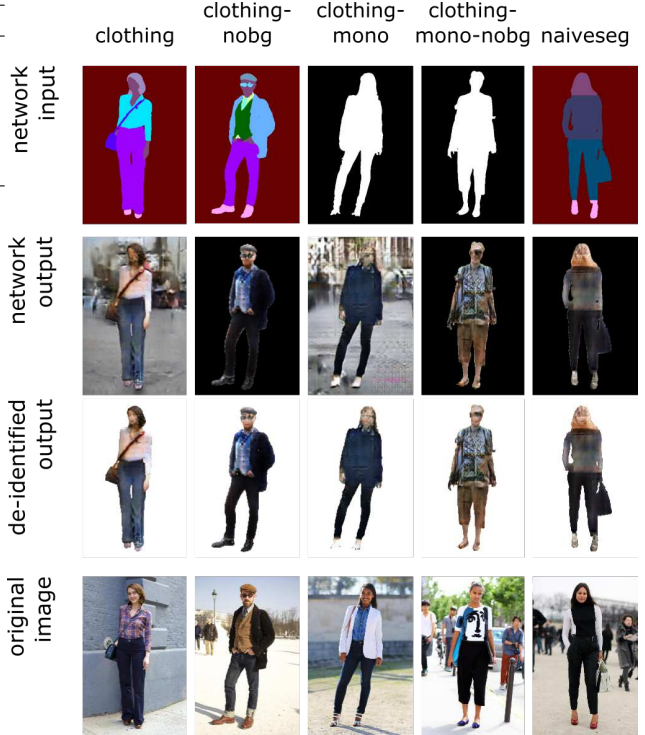 clothing
clothing-
nobg
clothing-
mono
clothing-
mono-nobg
naiveseg
network
input
network
output
de-identified
output
original
image